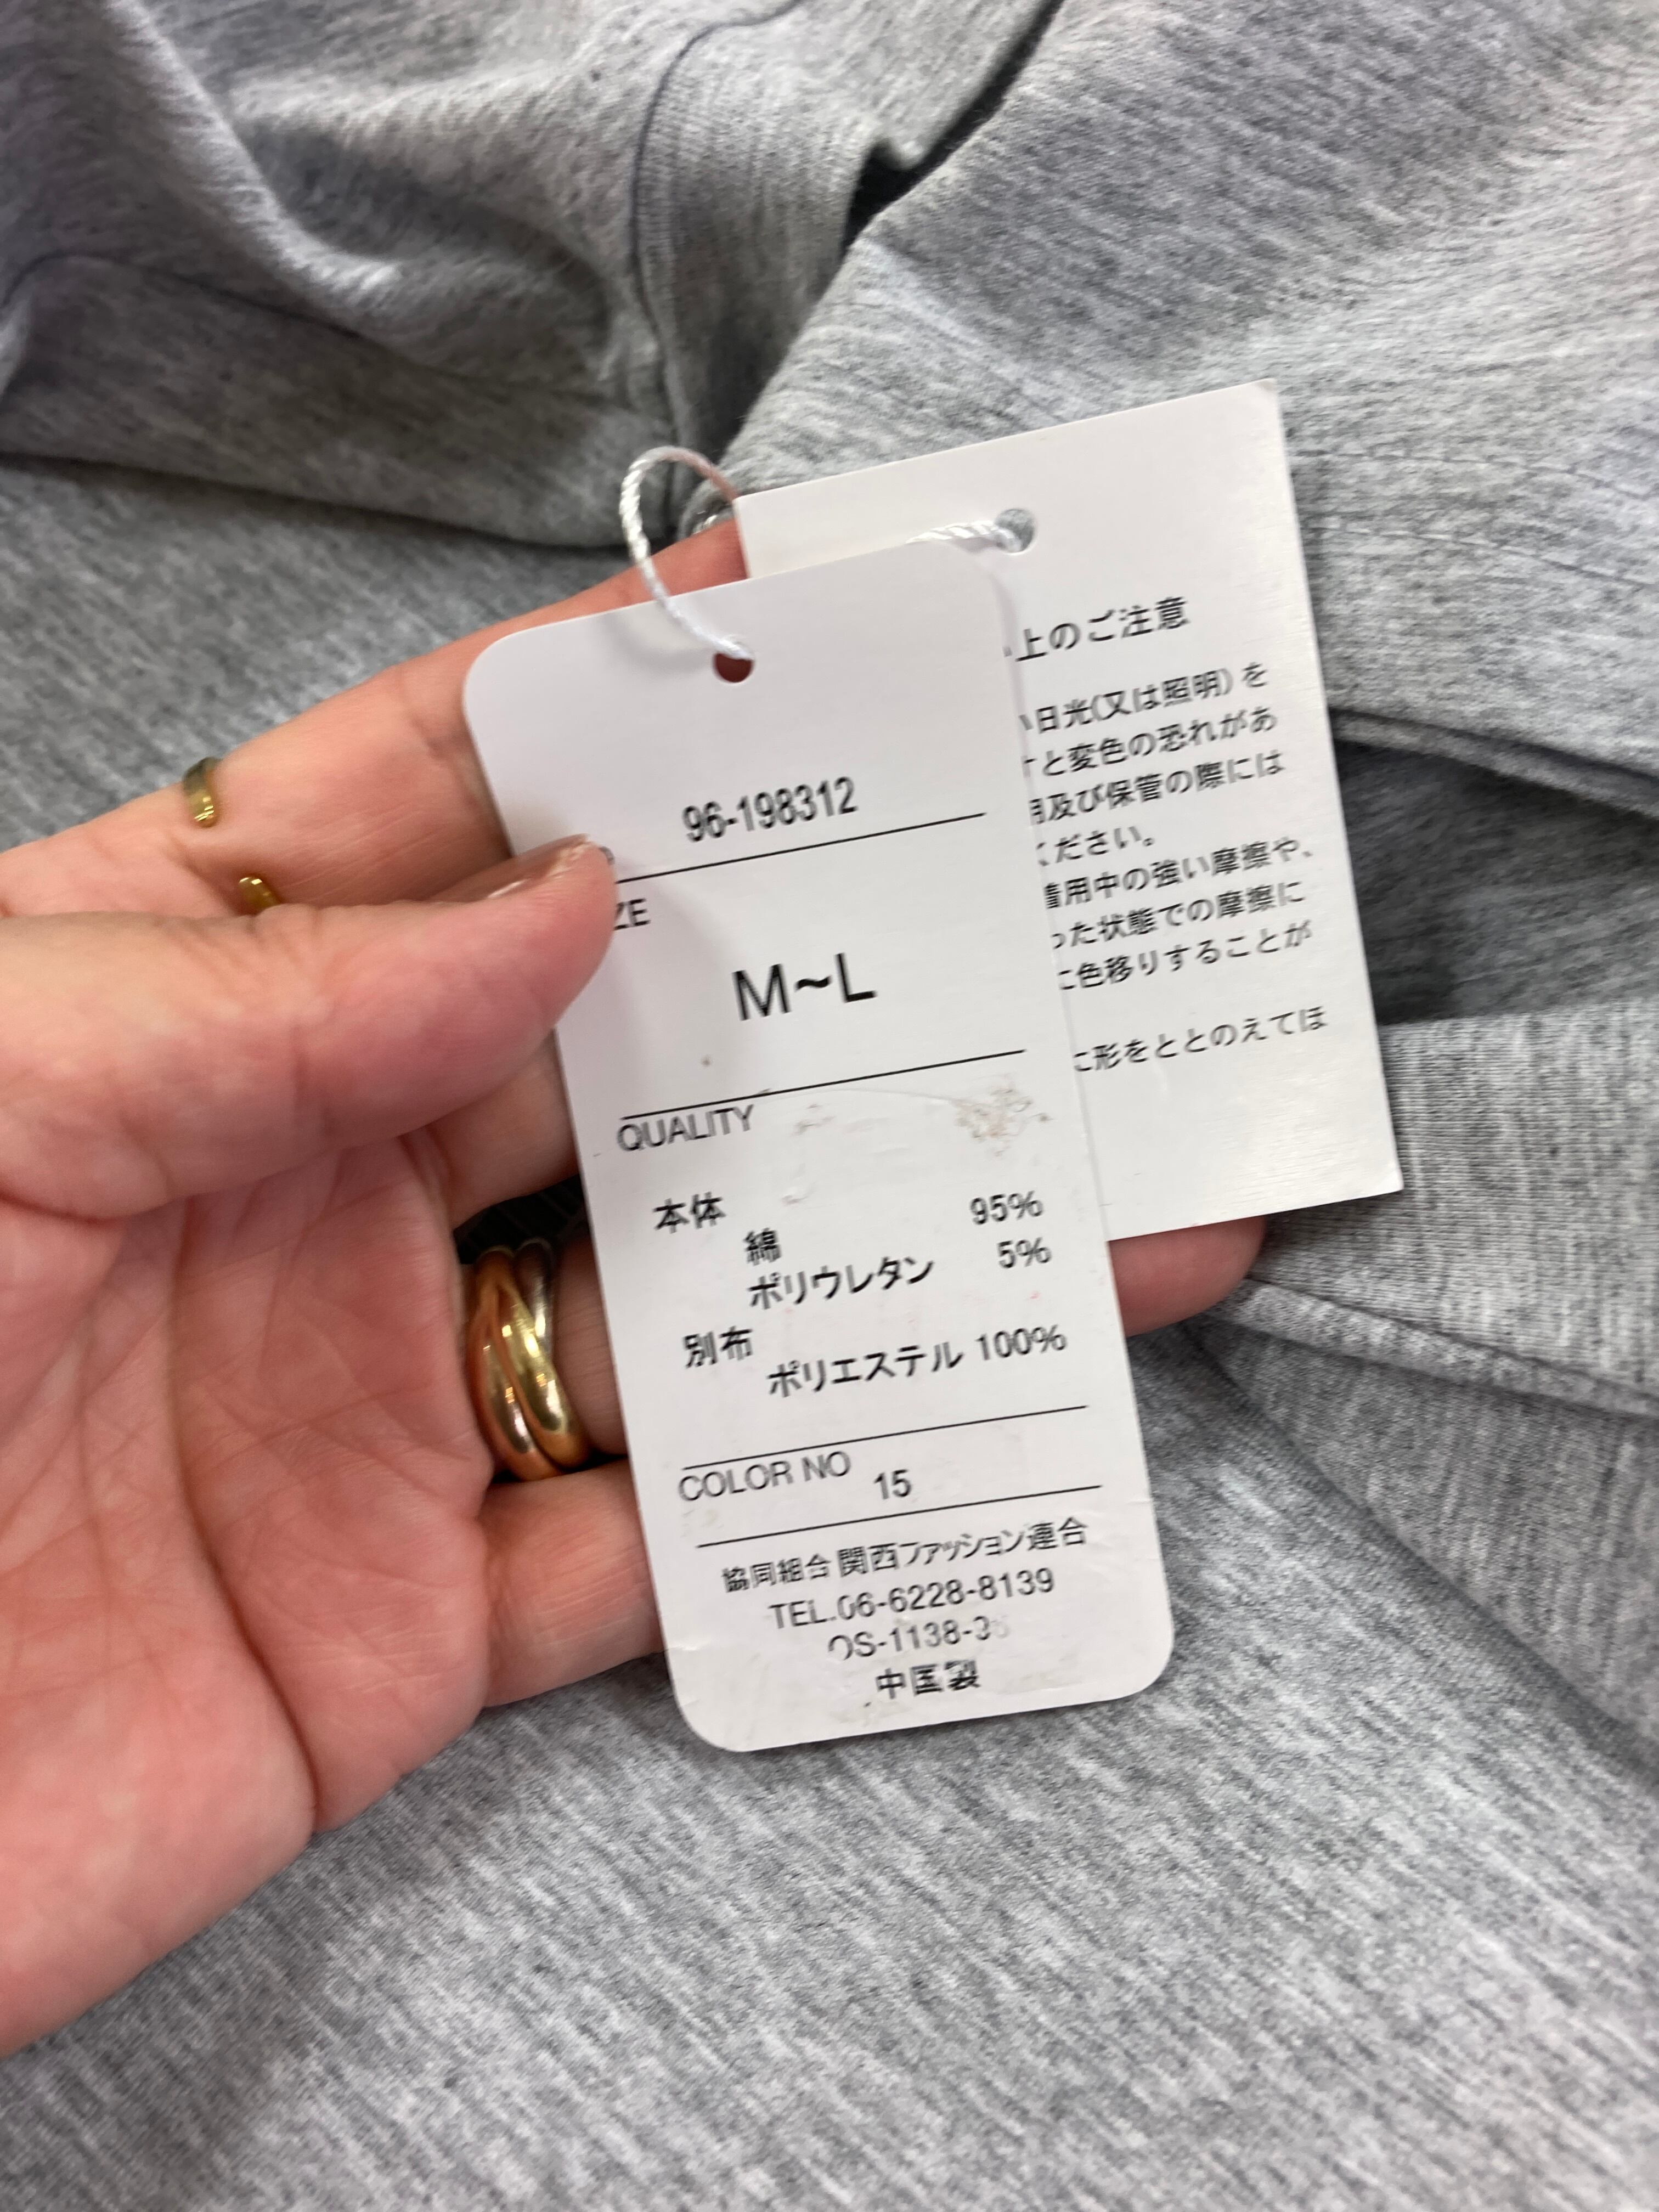 96-198312
ZE
M~L
QUALITY
本体
綿 95%
ポリウレタン 5%
別布
ポリエステル 100%
COLOR NO
15
協同組合 関西ファッション連合
TEL.06-6228-8139
OS-1138-3
中国製
上のご注意
日光(又は照明)を
と変色の恐れがあ
及び保管の際には
ください。
着用中の強い摩擦や、
った状態での摩擦に
に色移りすることが
に形をととのえてほ